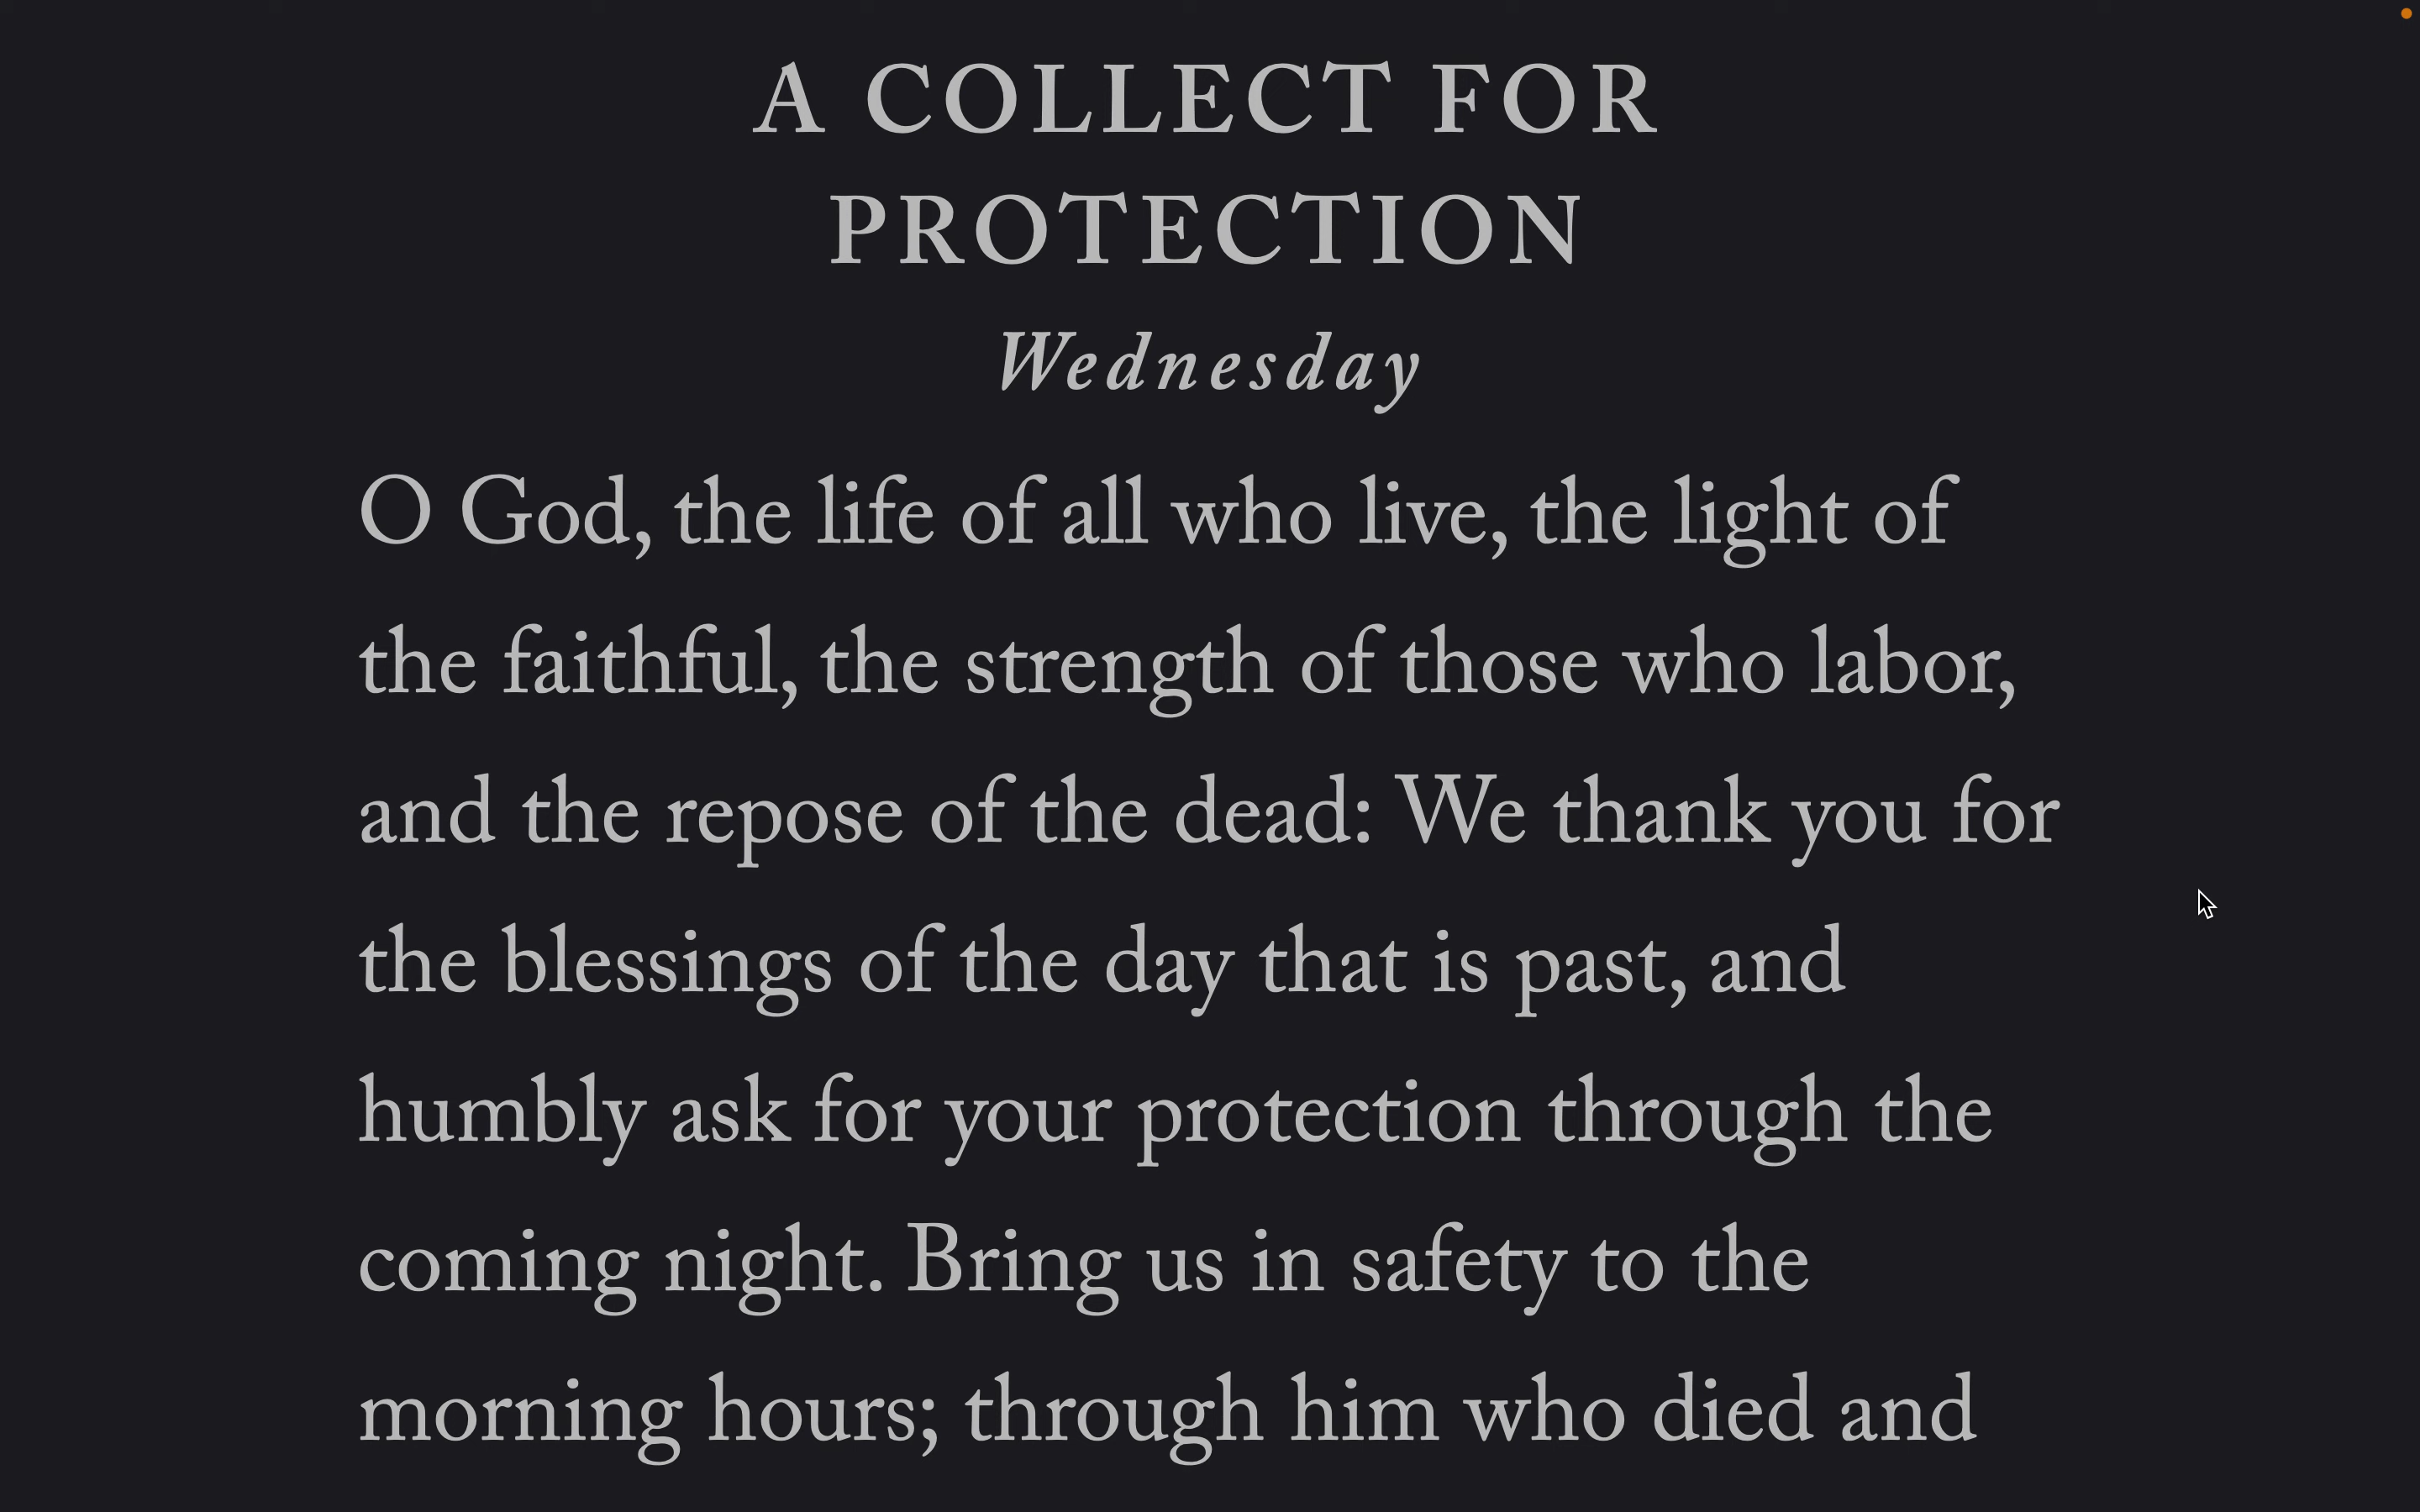 A COLLECT FOR
PROTECTION
Wednesday
O God, the life of all who live, the light of
the faithful, the strength of those who labor,
and the repose of the dead: We thank you for
the blessings of the day that is past, and
humbly ask for your protection through the
coming night. Bring us in safety to the
morning hours; through him who died and